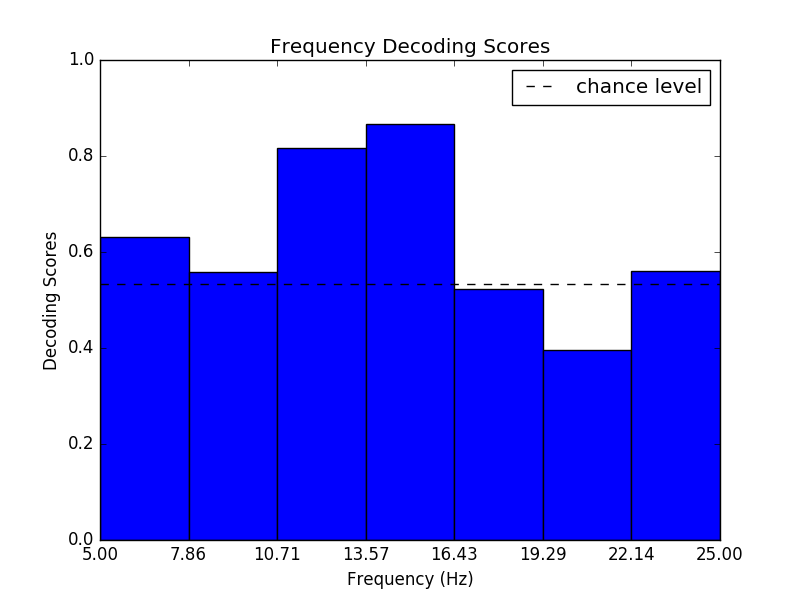 Frequency Decoding Scores
chance level
1.0
0.8
0.6
0.4
0.2
0.0
Decoding Scores
5.00 7.86 10.71 13.57 16.43 19.29 22.14 25.00
Frequency (Hz)